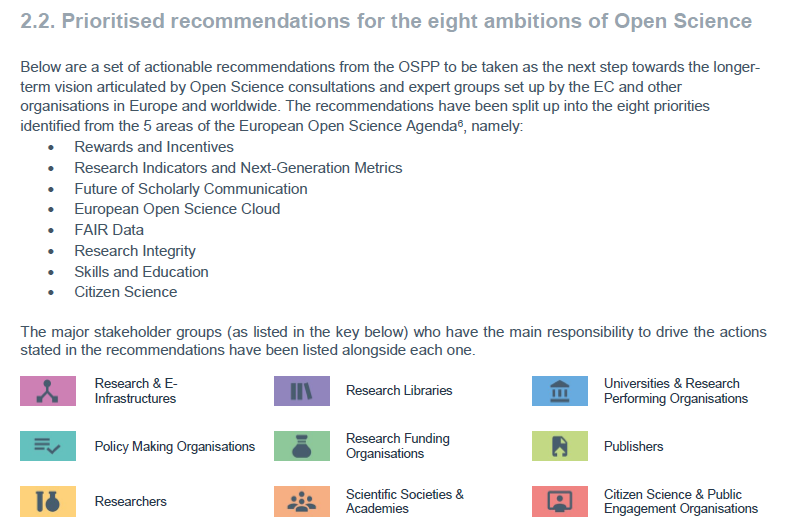 2.2. Prioritised recommendations for the eight ambitions of Open Science
Below are a set of actionable recommendations from the OSPP to be taken as the next step towards the longer-
term vision articulated by Open Science consultations and expert groups set up by the EC and other
organisations in Europe and worldwide. The recommendations have been split up into the eight priorities
identified from the 5 areas of the European Open Science Agenda⁶, namely:
• Rewards and Incentives
• Research Indicators and Next-Generation Metrics
• Future of Scholarly Communication
• European Open Science Cloud
• FAIR Data
• Research Integrity
• Skills and Education
• Citizen Science
The major stakeholder groups (as listed in the key below) who have the main responsibility to drive the actions
stated in the recommendations have been listed alongside each one.
Research & E-
Infrastructures
Research Libraries
Universities & Research
Performing Organisations
Policy Making Organisations
Research Funding
Organisations
Publishers
Researchers
Scientific Societies &
Academies
Citizen Science & Public
Engagement Organisations